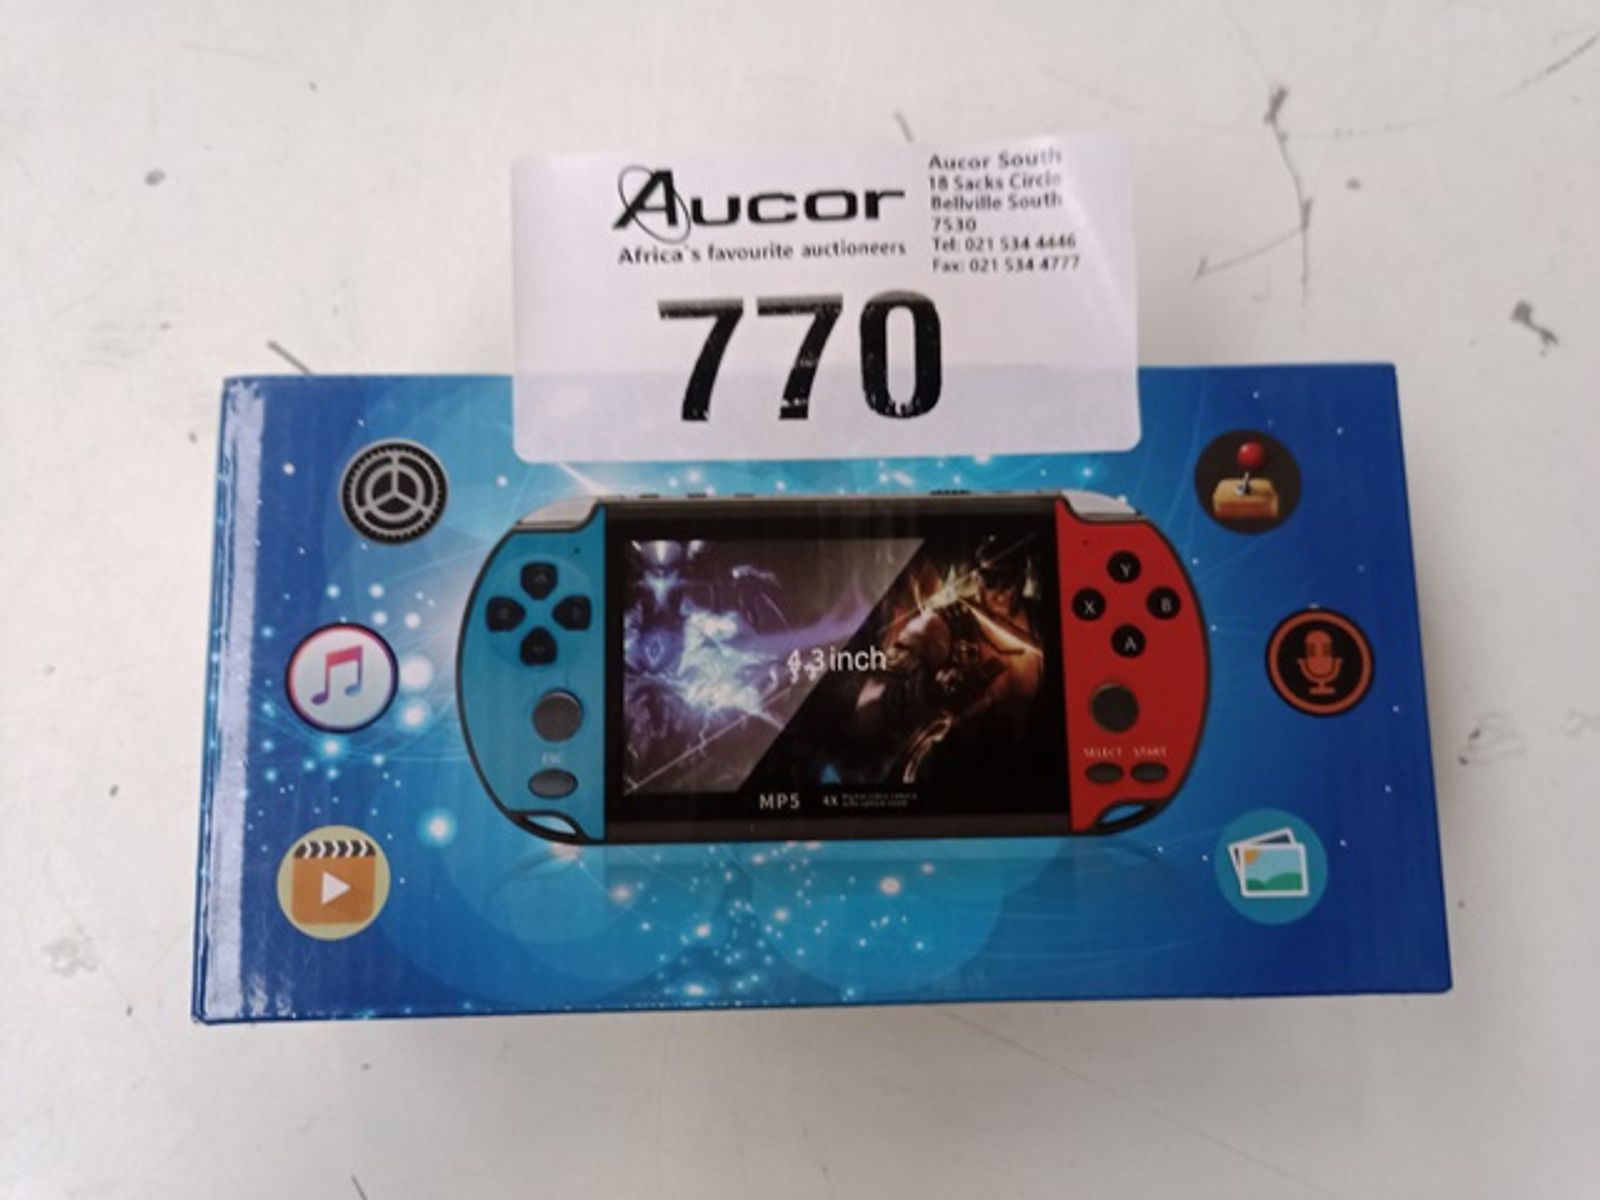 Aucor
Africa`s favourite auctioneers
Aucor South
18 Sacks Circle
Bellville South
7530
Tel: 021 534 4446
Fax: 021 534 4777
770
4.3inch
Y
X B
A
SELECT START
ESC
MP5 4X